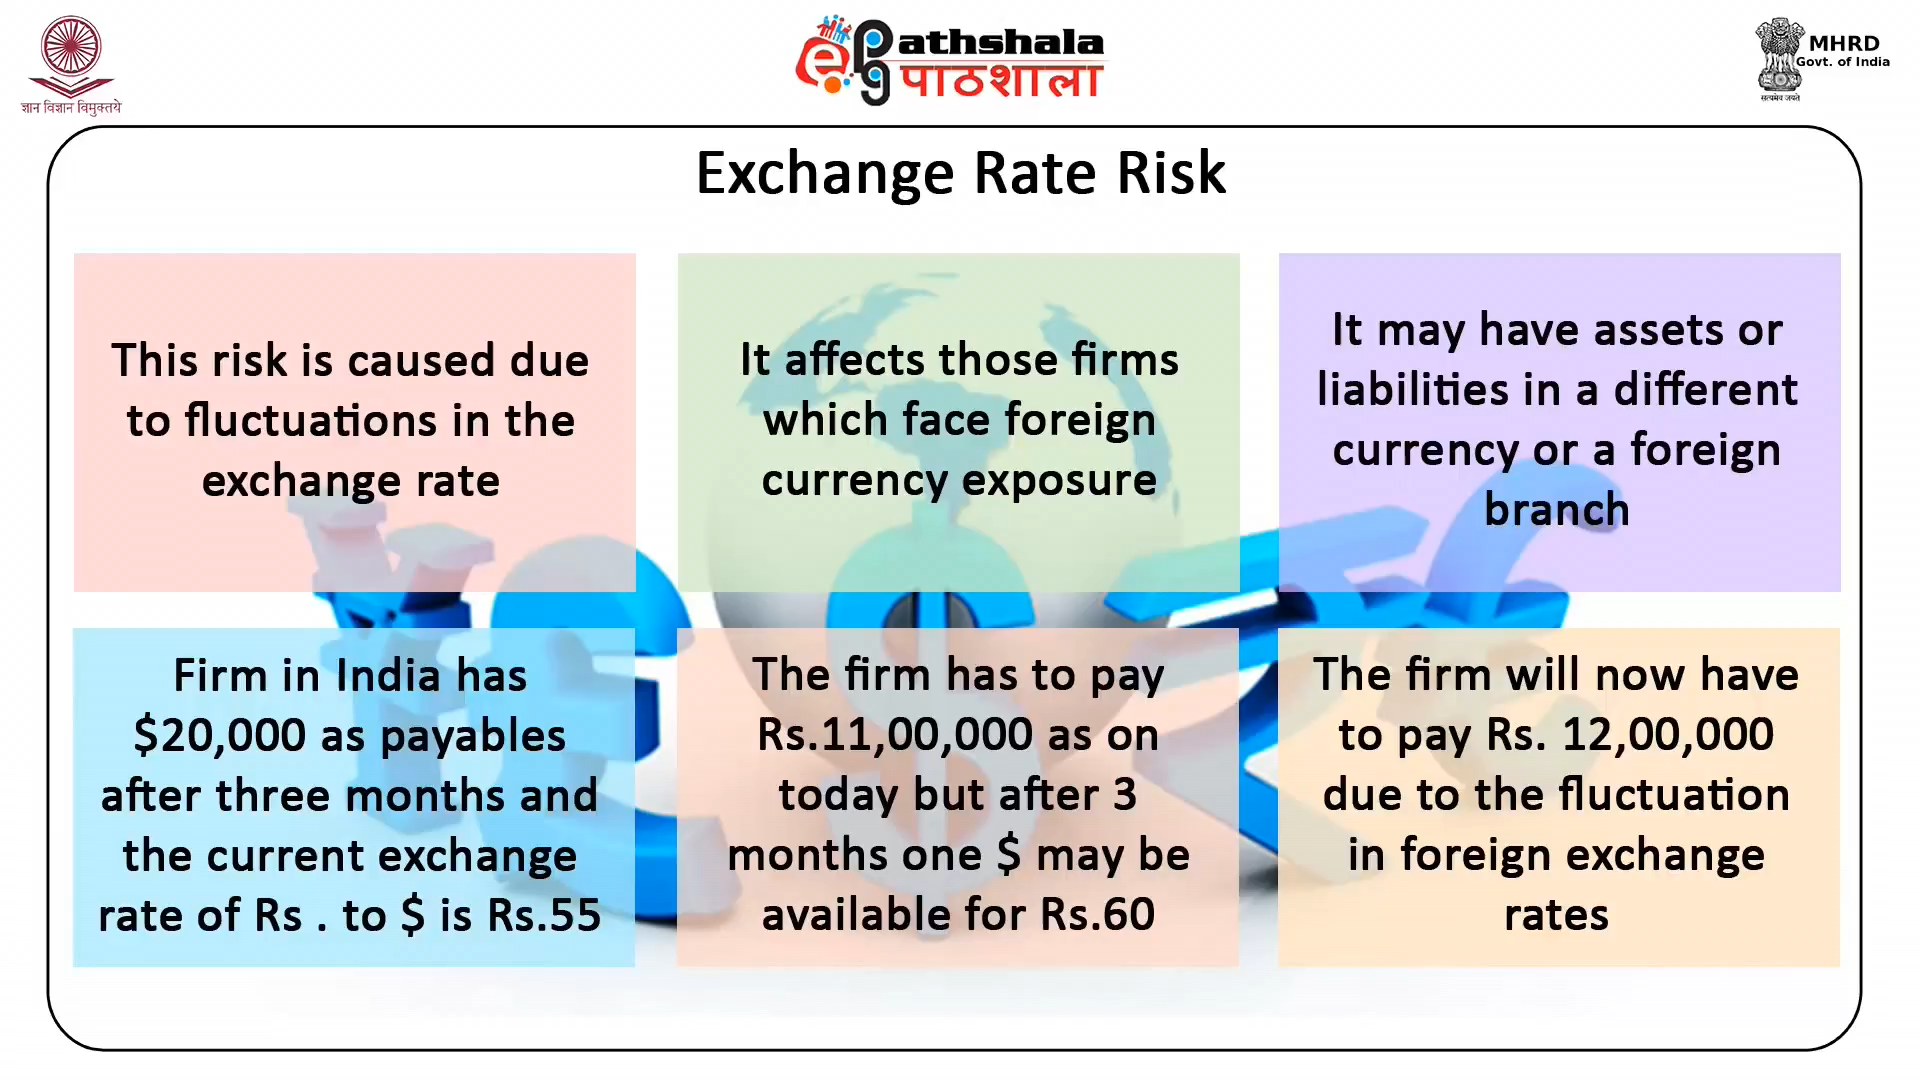 ज्ञान विज्ञान विमुक्तये
ePg Pathshala
पाठशाला
MHRD
Govt. of India
सत्यमेव जयते
Exchange Rate Risk
This risk is caused due
to fluctuations in the
exchange rate
It affects those firms
which face foreign
currency exposure
It may have assets or
liabilities in a different
currency or a foreign
branch
Firm in India has
$20,000 as payables
after three months and
the current exchange
rate of Rs . to $ is Rs.55
The firm has to pay
Rs.11,00,000 as on
today but after 3
months one $ may be
available for Rs.60
The firm will now have
to pay Rs. 12,00,000
due to the fluctuation
in foreign exchange
rates